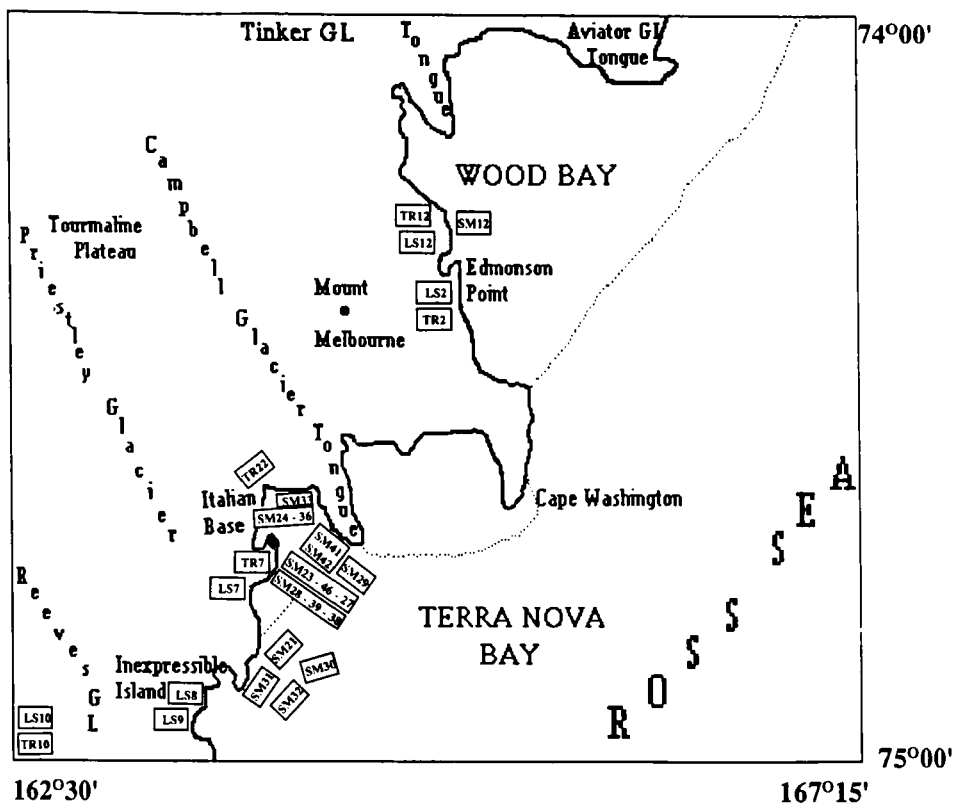 Tinker GL
Tongue
Aviator GL
Tongue
74°00'
Campbell Glacier Tongue
WOOD BAY
TR12
SM12
LS12
Priestley Glacier
Tourmaline
Plateau
Edmonson
Point
LS2
TR2
Mount
Melbourne
TR22
Italian
Base
SM33
SM24 - 36
Cape Washington
ROSS SEA
SM41
SM42
SM29
TR7
SM23 - 46 - 27
SM28 - 39 - 38
LS7
Reeves GL
TERRA NOVA
BAY
SM21
SM30
Inexpressible
Island
LS8
SM31
SM32
LS10
LS9
TR10
75°00'
162°30'
167°15'